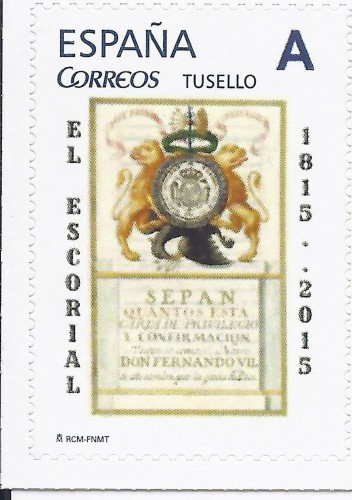 ESPAÑA A
CORREOS TUSELLO
EL ESCORIAL
1815..2015
SEPAN
QUANTOS ESTA
CARTA DE PRIVILEGIO
Y CONFIRMACION
DON FERNANDO VII.
RCM-FNMT